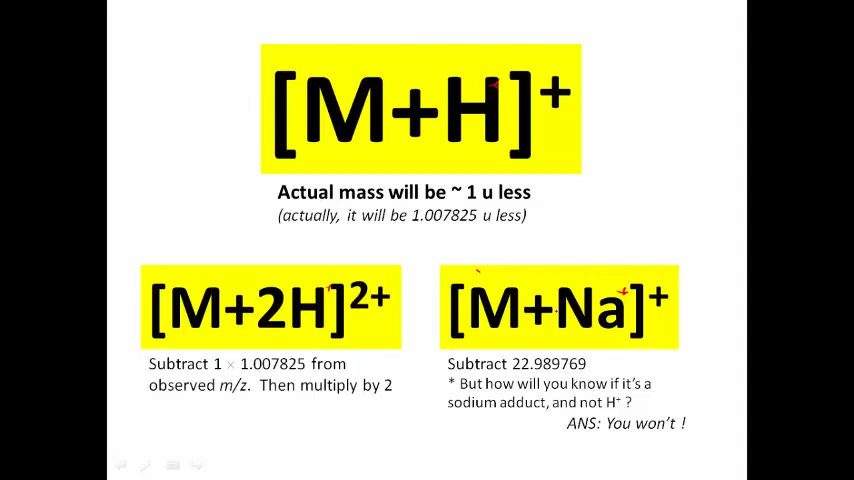 [M+H]⁺
Actual mass will be ~ 1 u less
(actually, it will be 1.007825 u less)
[M+2H]²⁺
Subtract 1 × 1.007825 from
observed m/z. Then multiply by 2
[M+Na]⁺
Subtract 22.989769
* But how will you know if it's a
sodium adduct, and not H⁺ ?
ANS: You won't !